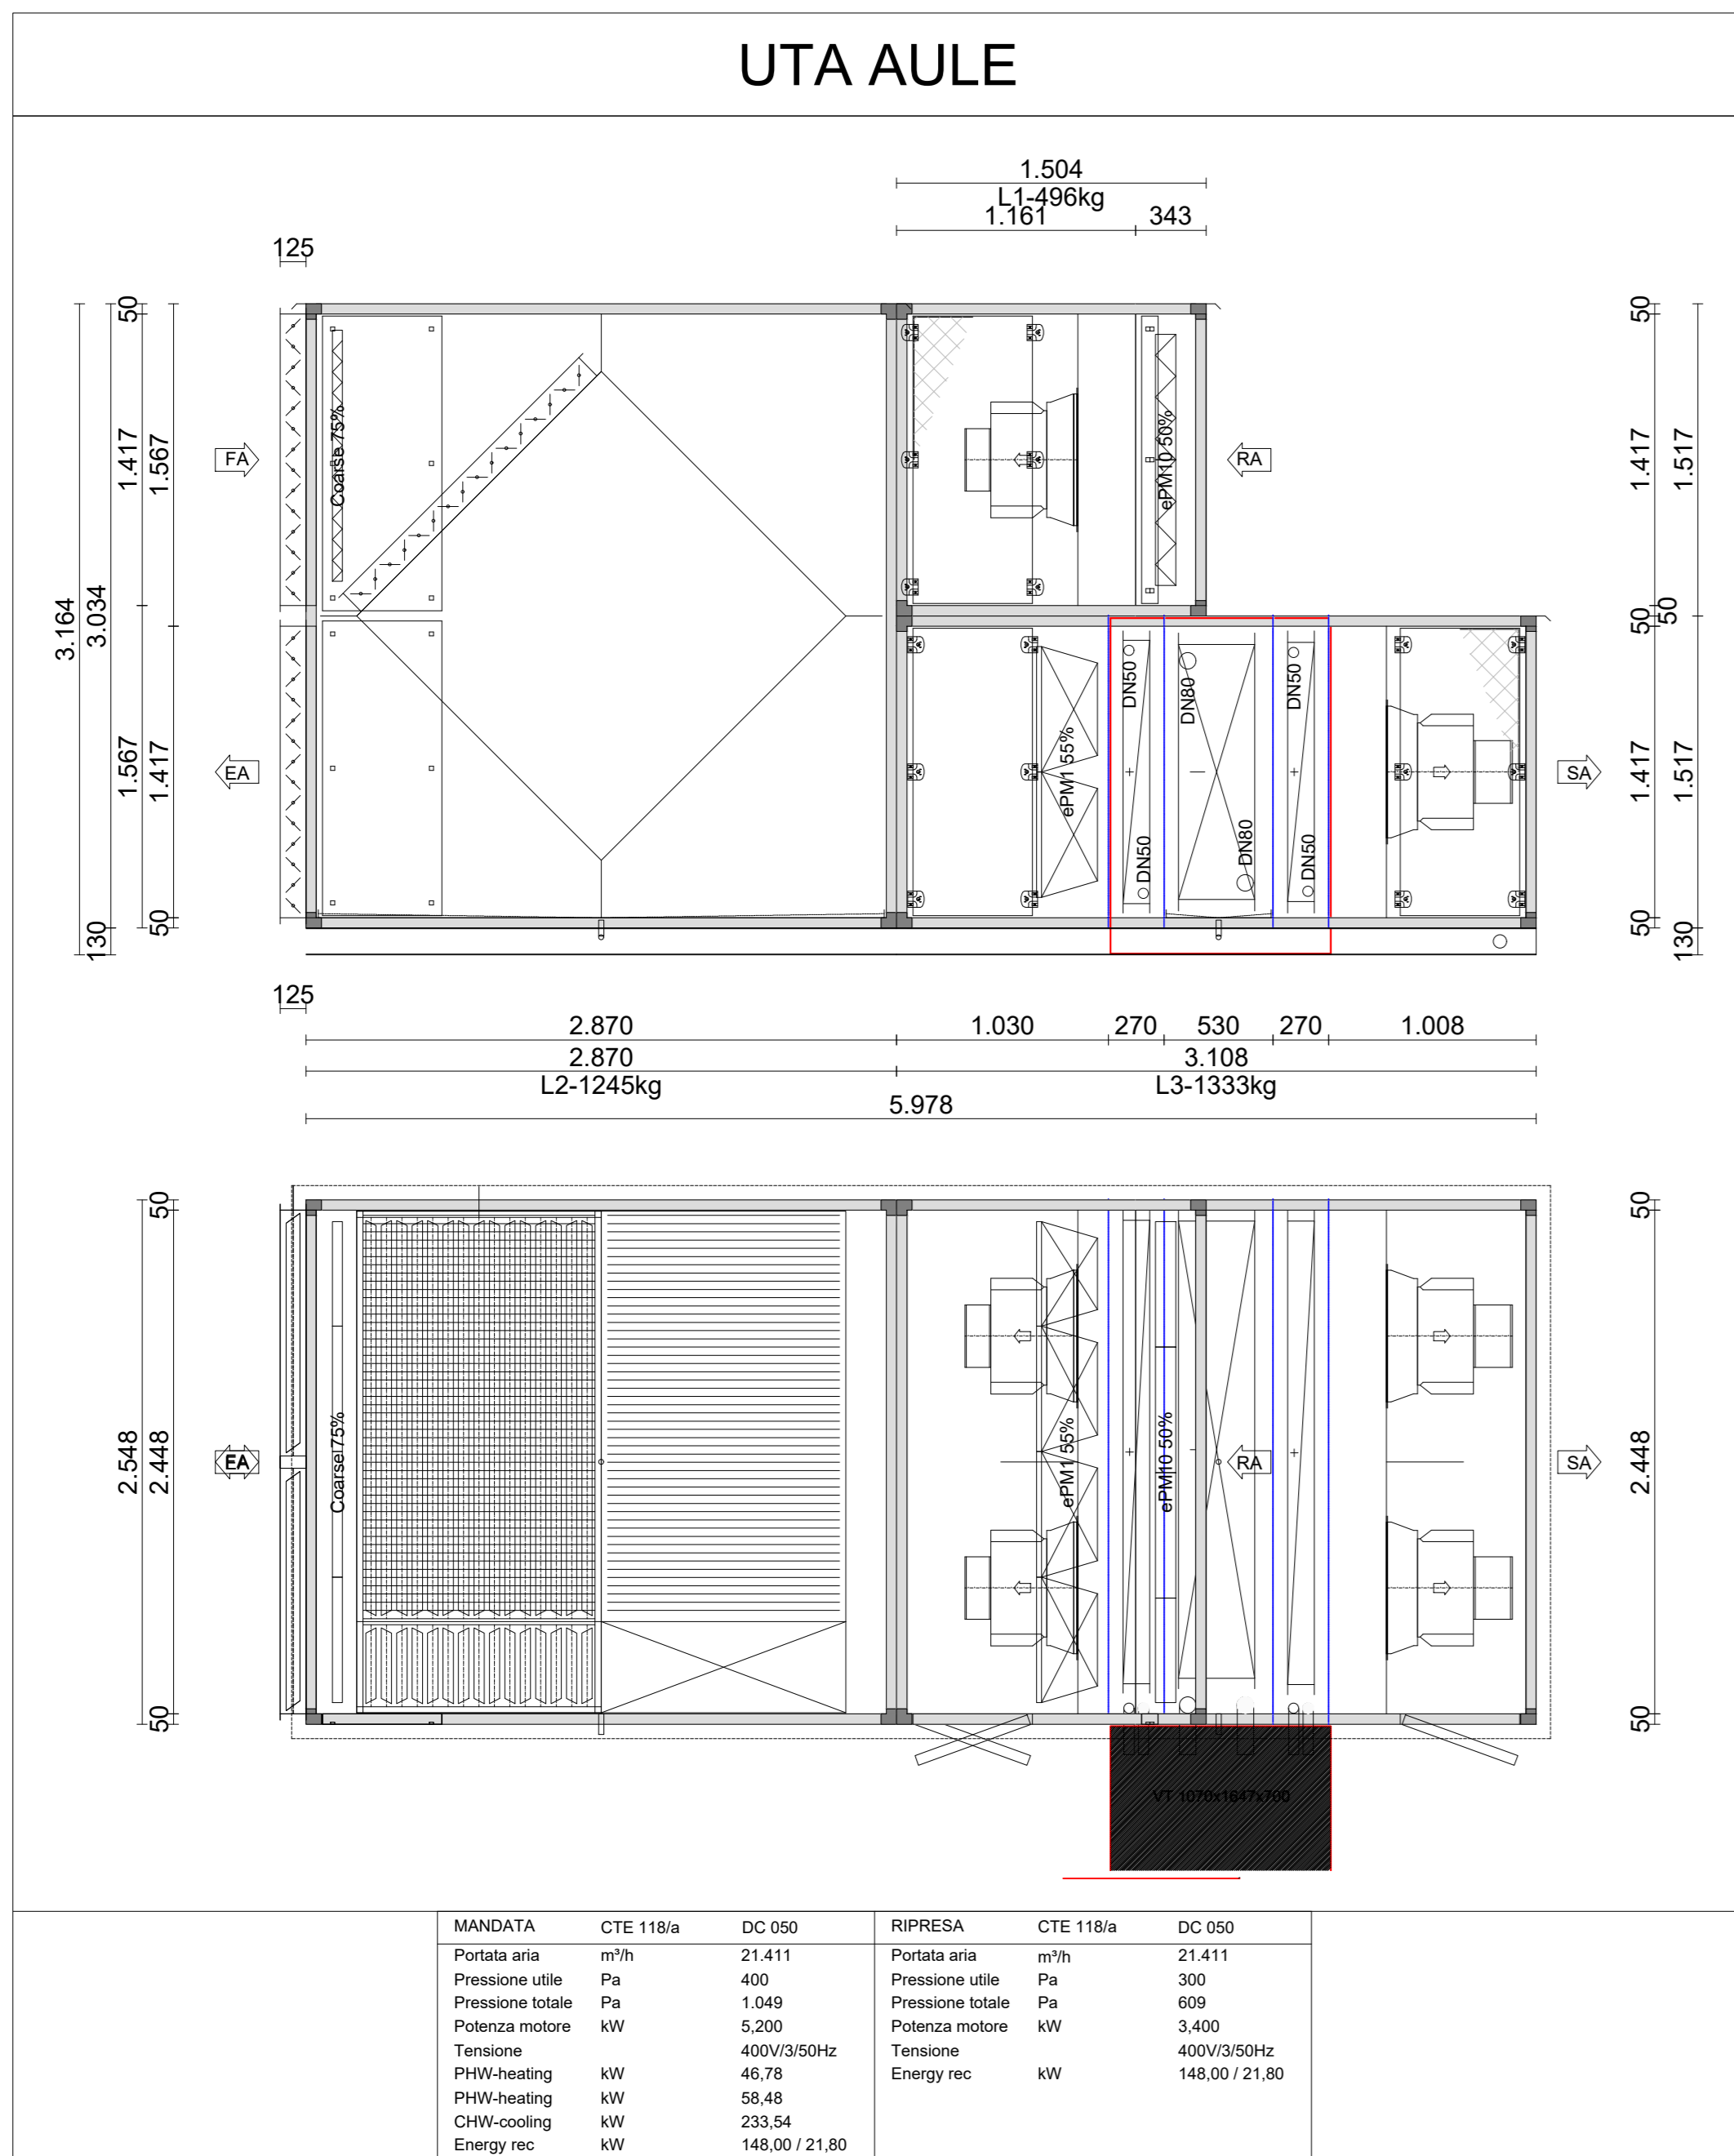 UTA AULE
1.504
L1-496kg
1.161 343
125
50
1.417
1.567
3.164
3.034
1.567
1.417
130
50
FA
EA
Coarse 75%
ePM10 50%
RA
ePM1 55%
DN50
DN80
DN50
DN50
DN80
DN50
SA
50
1.417
1.517
50
50
1.417
1.517
50
130
125
2.870 1.030 270 530 270 1.008
2.870 3.108
L2-1245kg L3-1333kg
5.978
50
2.548
2.448
50
EA
Coarse 75%
ePM1 55%
ePM10 50%
RA
SA
50
2.448
50
VT 1070x1647x700
MANDATA CTE 118/a DC 050 RIPRESA CTE 118/a DC 050
Portata aria m³/h 21.411 Portata aria m³/h 21.411
Pressione utile Pa 400 Pressione utile Pa 300
Pressione totale Pa 1.049 Pressione totale Pa 609
Potenza motore kW 5,200 Potenza motore kW 3,400
Tensione 400V/3/50Hz Tensione 400V/3/50Hz
PHW-heating kW 46,78 Energy rec kW 148,00 / 21,80
PHW-heating kW 58,48
CHW-cooling kW 233,54
Energy rec kW 148,00 / 21,80